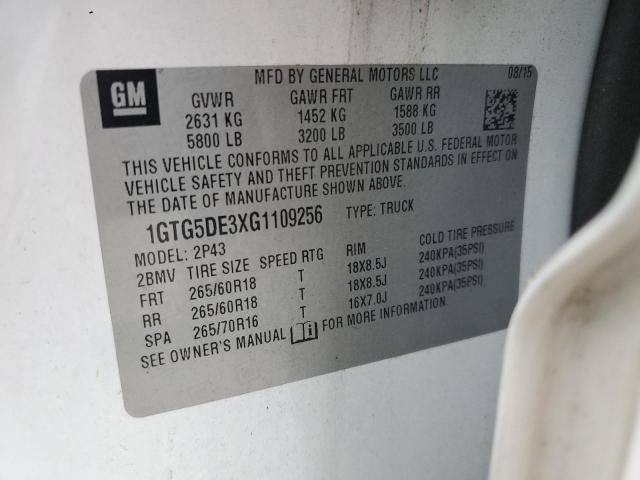 GM
MFD BY GENERAL MOTORS LLC 08/15
GVWR GAWR FRT GAWR RR
2631 KG 1452 KG 1588 KG
5800 LB 3200 LB 3500 LB
THIS VEHICLE CONFORMS TO ALL APPLICABLE U.S. FEDERAL MOTOR
VEHICLE SAFETY AND THEFT PREVENTION STANDARDS IN EFFECT ON
THE DATE OF MANUFACTURE SHOWN ABOVE.
1GTG5DE3XG1109256 TYPE: TRUCK
MODEL: 2P43
2BMV TIRE SIZE SPEED RTG RIM COLD TIRE PRESSURE
FRT 265/60R18 T 18X8.5J 240KPA(35PSI)
RR 265/60R18 T 18X8.5J 240KPA(35PSI)
SPA 265/70R16 T 16X7.0J 240KPA(35PSI)
SEE OWNER'S MANUAL FOR MORE INFORMATION.